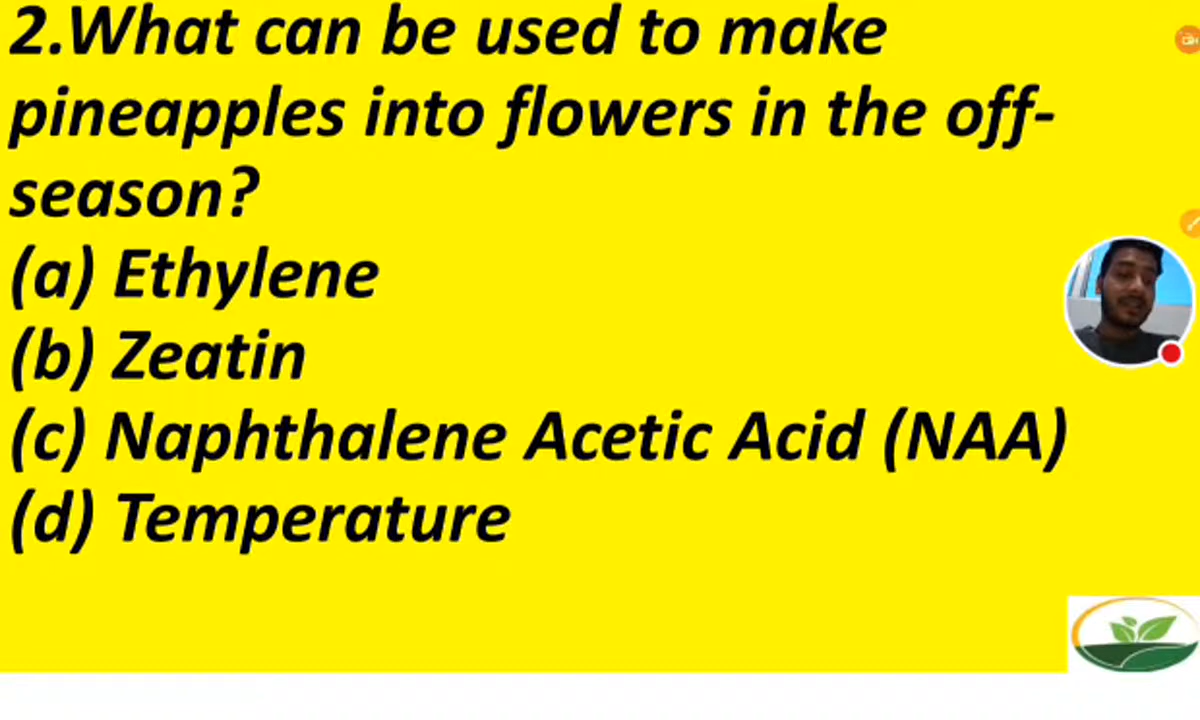 2.What can be used to make
pineapples into flowers in the off-
season?
(a) Ethylene
(b) Zeatin
(c) Naphthalene Acetic Acid (NAA)
(d) Temperature